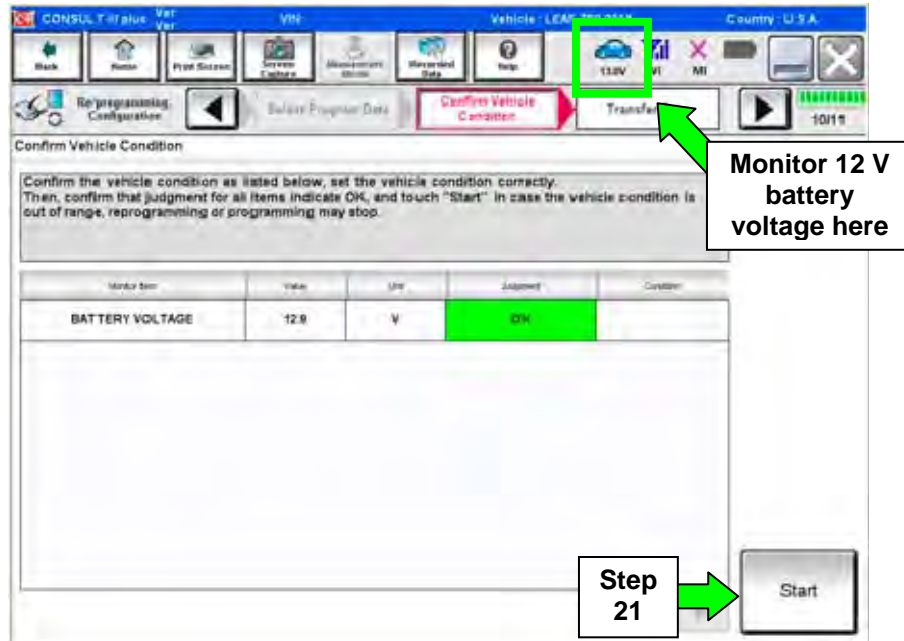 CONSULT-III plus Ver
Ver
VIN
Vehicle : LEAF
Country : U.S.A.
Back
Home
Print Screen
Screen Capture
Measurement Mode
Recorded Data
Help
VI
MI
Re/programming, Configuration
Select Program Data
Confirm Vehicle Condition
Transfer
10/11
Confirm Vehicle Condition
Confirm the vehicle condition as listed below, set the vehicle condition correctly.
Then, confirm that judgment for all items indicate OK, and touch "Start" In case the vehicle condition is
out of range, reprogramming or programming may stop.
Monitor 12 V
battery
voltage here
Monitor Item
Value
Unit
Judgment
Condition
BATTERY VOLTAGE
12.9
V
OK
Step
21
Start